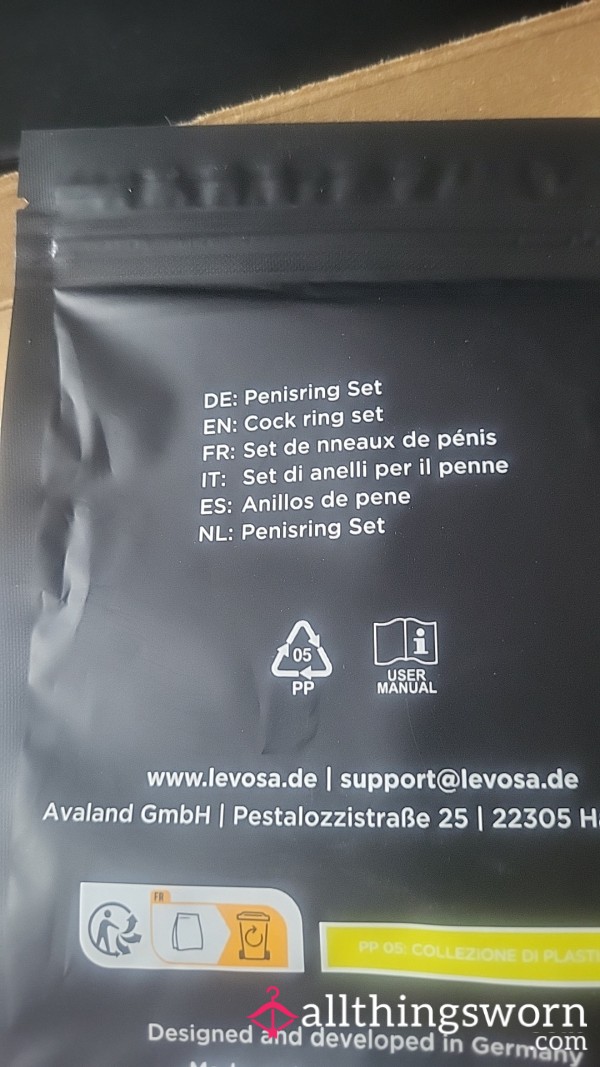 DE: Penisring Set
EN: Cock ring set
FR: Set de nneaux de pénis
IT: Set di anelli per il penne
ES: Anillos de pene
NL: Penisring Set
05
PP
USER
MANUAL
www.levosa.de | support@levosa.de
Avaland GmbH | Pestalozzistraße 25 | 22305
FR
PP 05: COLLEZIONE DI
allthingsworn
.com
Designed and developed in Germany